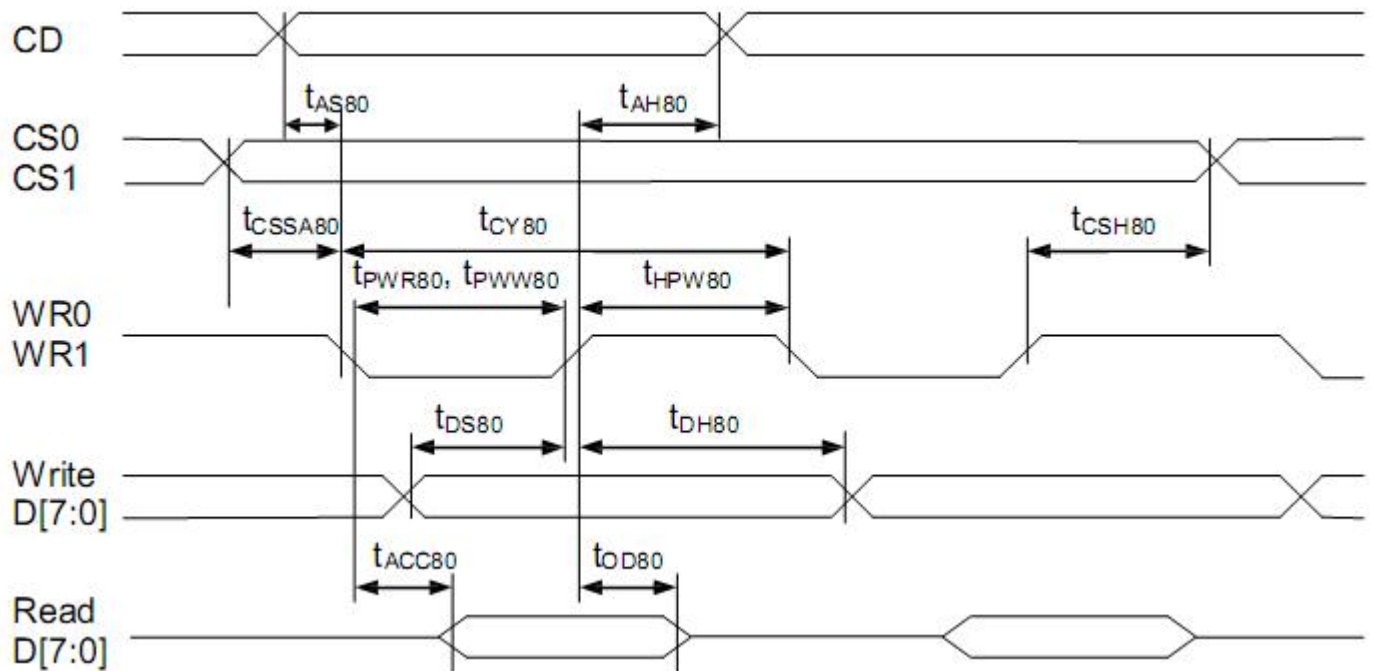 CD
tAS80
tAH80
CS0
CS1
tCSSA80
tCY80
tCSH80
tPWR80, tPWW80
tHPW80
WR0
WR1
tDS80
tDH80
Write
D[7:0]
tACC80
tOD80
Read
D[7:0]